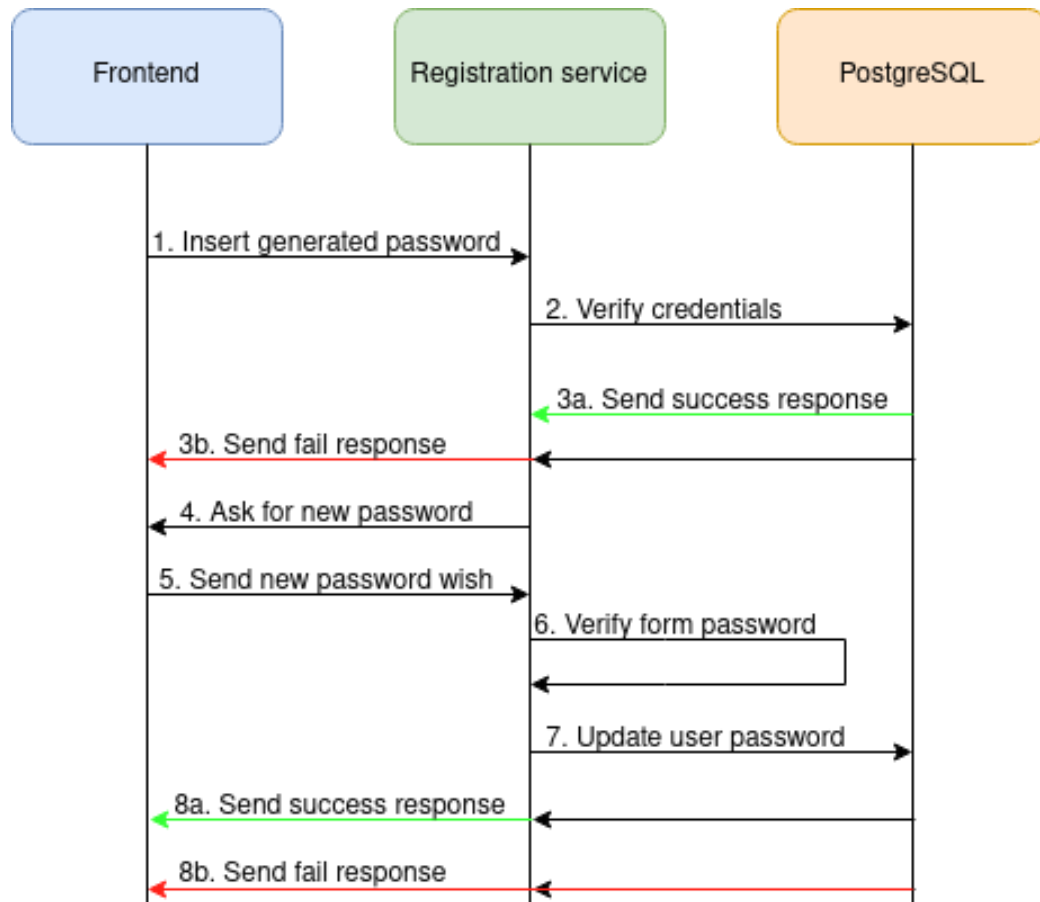 Frontend
Registration service
PostgreSQL
1. Insert generated password
2. Verify credentials
3a. Send success response
3b. Send fail response
4. Ask for new password
5. Send new password wish
6. Verify form password
7. Update user password
8a. Send success response
8b. Send fail response